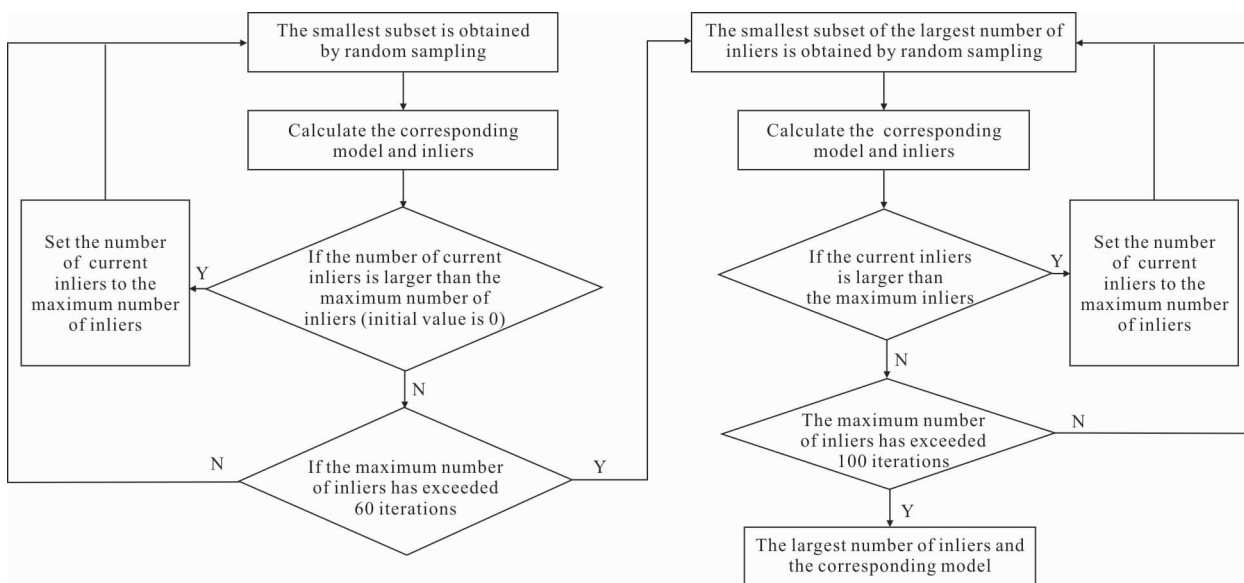 The smallest subset is obtained
by random sampling
Calculate the corresponding
model and inliers
If the number of current
inliers is larger than the
maximum number of
inliers (initial value is 0)
Y
Set the number
of current
inliers to the
maximum number
of inliers
N
If the maximum number
of inliers has exceeded
60 iterations
N
Y
The smallest subset of the largest number of
inliers is obtained by random sampling
Calculate the corresponding
model and inliers
If the current inliers
is larger than
the maximum inliers
Y
Set the number
of current
inliers to the
maximum number
of inliers
N
The maximum number
of inliers has exceeded
100 iterations
N
Y
The largest number of inliers and
the corresponding model